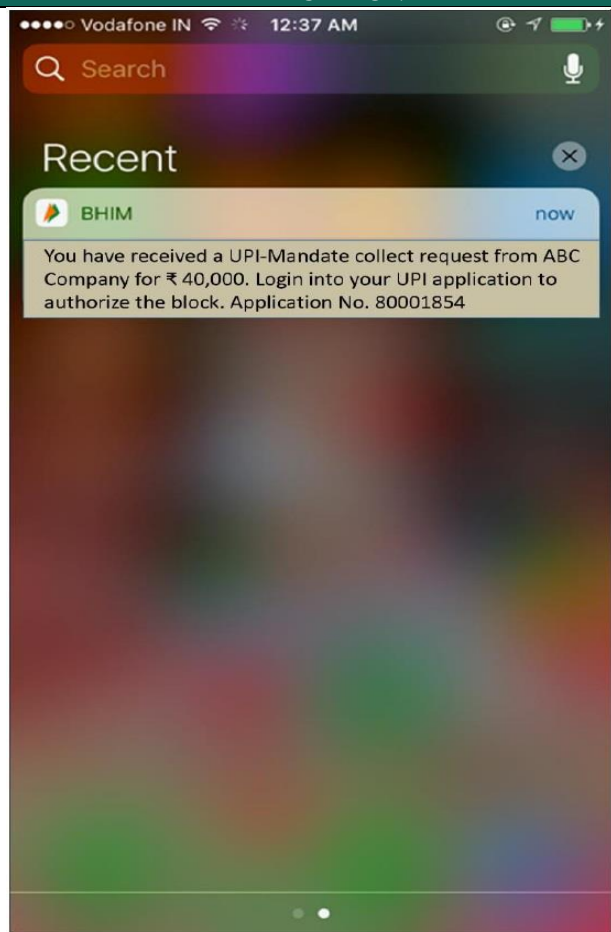 Vodafone IN 12:37 AM
Search
Recent
BHIM now
You have received a UPI-Mandate collect request from ABC
Company for ₹ 40,000. Login into your UPI application to
authorize the block. Application No. 80001854